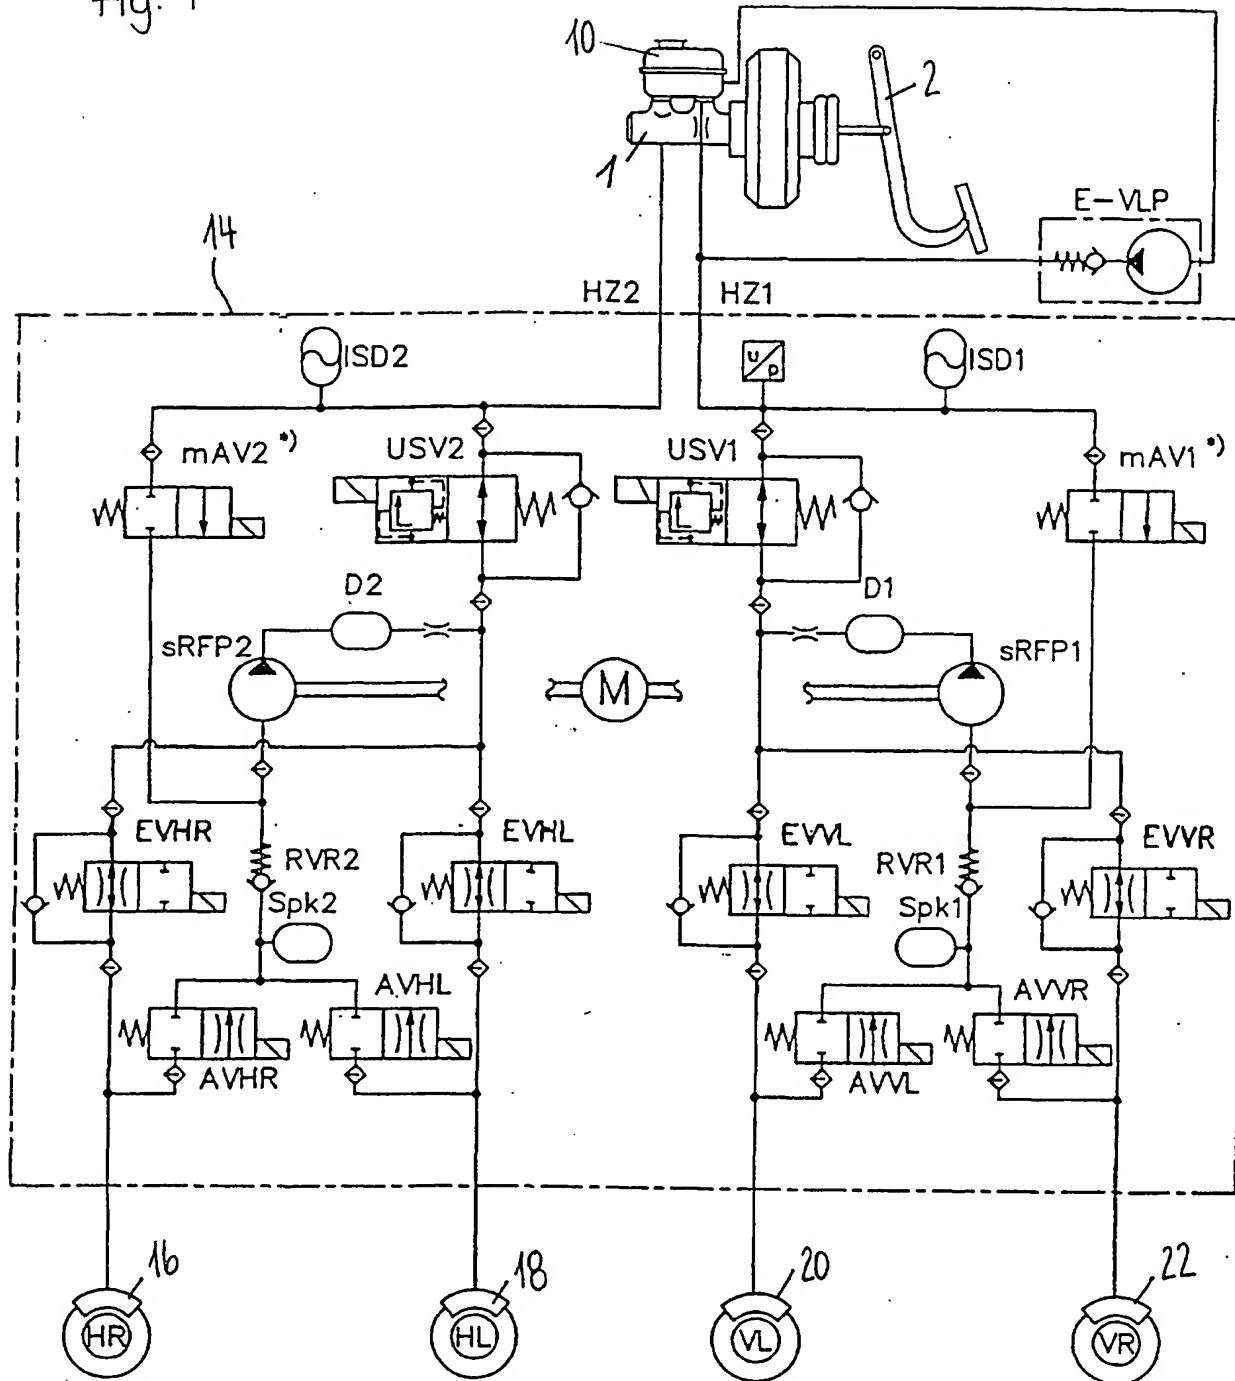 Fig. 1
10
2
1
E-VLP
14
HZ2
HZ1
ISD2
u/p
ISD1
mAV2 *)
USV2
USV1
mAV1 *)
D2
D1
sRFP2
sRFP1
M
EVHR
RVR2
EVHL
EVVL
RVR1
EVVR
Spk2
Spk1
AVHL
AVVR
AVHR
AVVL
16
18
20
22
HR
HL
VL
VR